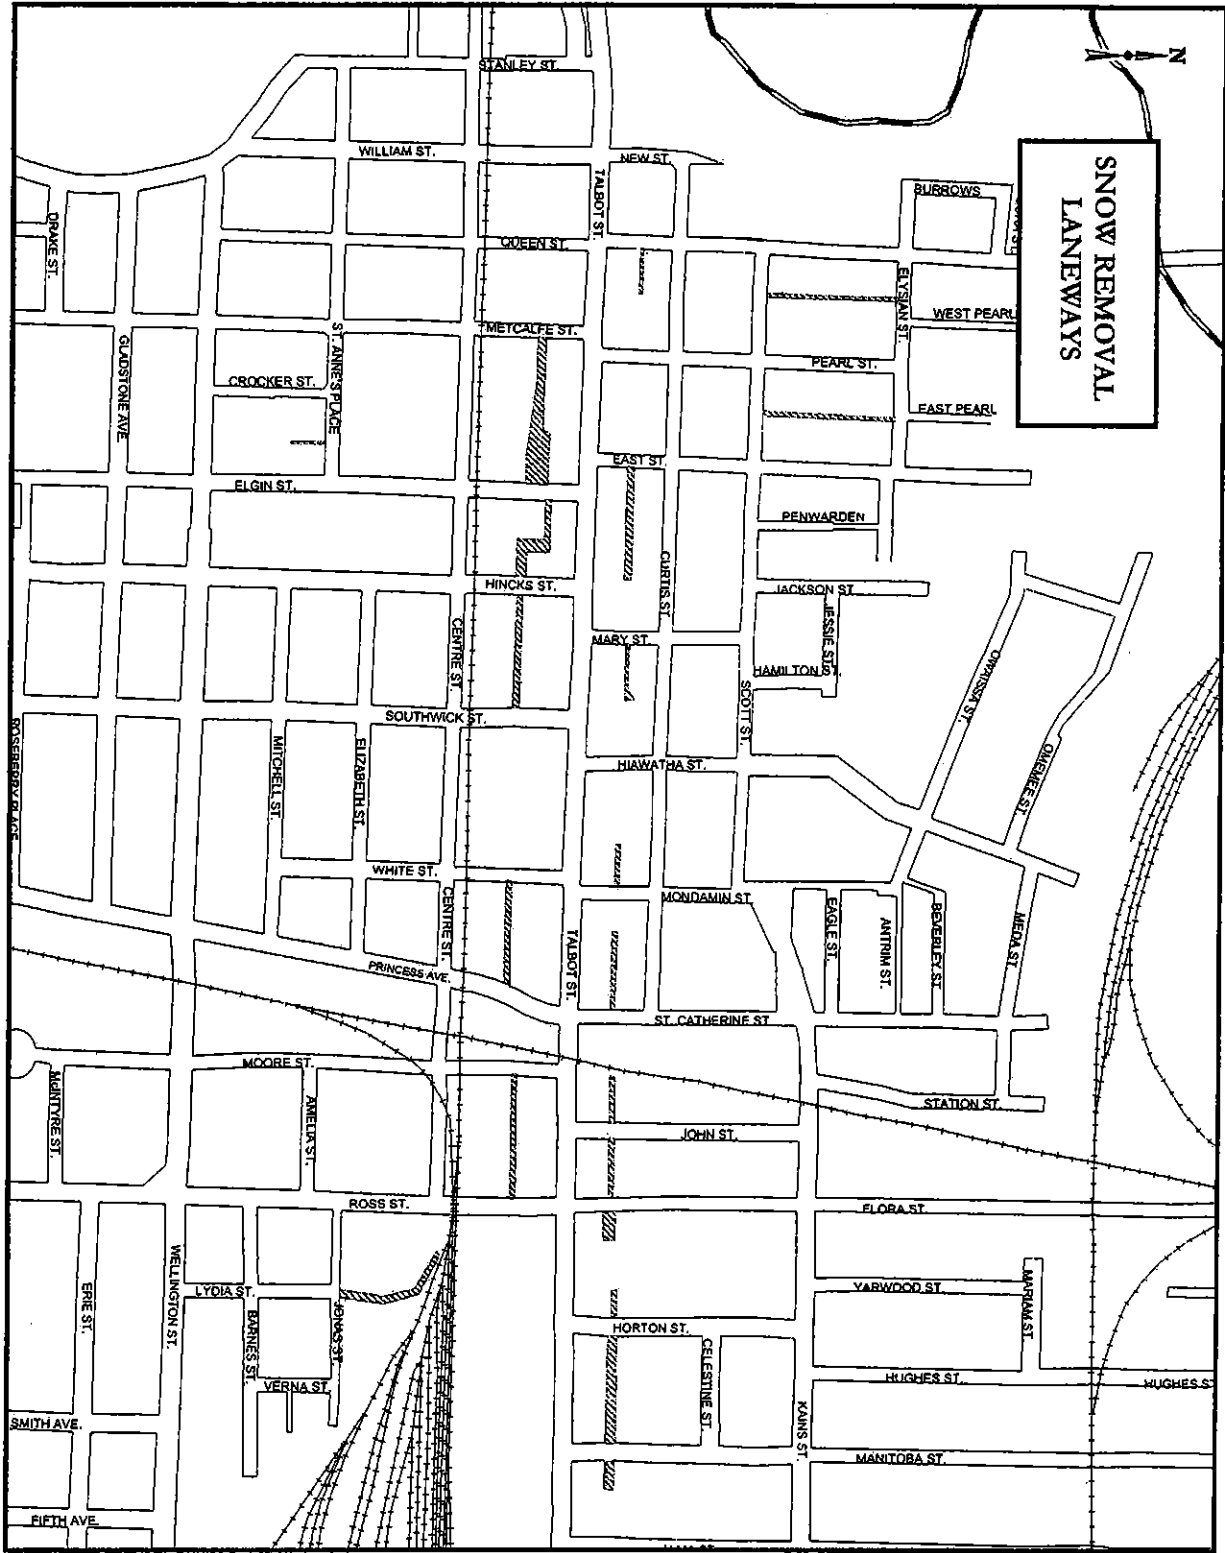 N
SNOW REMOVAL
LANEWAYS
STANLEY ST.
WILLIAM ST.
NEW ST.
TALBOT ST.
BURROWS
DRAKE ST.
QUEEN ST.
ELYSIAN ST.
WEST PEARL
METCALFE ST.
GLADSTONE AVE.
ST. ANNE'S PLACE
CROCKER ST.
PEARL ST.
EAST PEARL
EAST ST.
ELGIN ST.
PENWARDEN
CURTIS ST.
HINCKS ST.
JACKSON ST
JESSIE ST.
CENTRE ST.
MARY ST.
HAMILTON ST.
OWAISSA ST.
SCOTT ST.
SOUTHWICK ST.
ROSEBERRY PLACE
MITCHELL ST.
ELIZABETH ST.
HIAWATHA ST.
OMEMEE ST.
WHITE ST.
MONDAMIN ST.
CENTRE ST.
EAGLE ST.
ANTRIM ST.
BEVERLEY ST.
MEDA ST.
TALBOT ST.
PRINCESS AVE.
ST. CATHERINE ST
MOORE ST.
McINTYRE ST.
AMELIA ST.
STATION ST.
JOHN ST.
ROSS ST.
FLORA ST.
WELLINGTON ST.
ERIE ST.
LYDIA ST.
BARNES ST.
JONAS ST.
YARWOOD ST.
MARIAM ST.
HORTON ST.
CELESTINE ST.
VERNA ST.
HUGHES ST.
HUGHES ST
KAINS ST.
SMITH AVE.
MANITOBA ST.
FIFTH AVE.